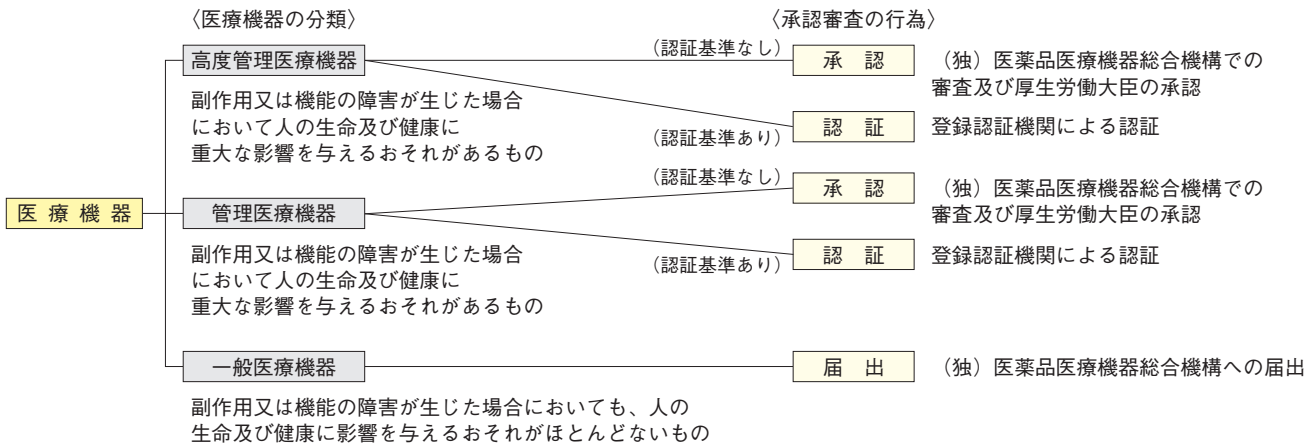 〈医療機器の分類〉
〈承認審査の行為〉
医療機器
高度管理医療機器
副作用又は機能の障害が生じた場合
において人の生命及び健康に
重大な影響を与えるおそれがあるもの
(認証基準なし)
承認
(独)医薬品医療機器総合機構での
審査及び厚生労働大臣の承認
(認証基準あり)
認証
登録認証機関による認証
管理医療機器
副作用又は機能の障害が生じた場合
において人の生命及び健康に
重大な影響を与えるおそれがあるもの
(認証基準なし)
承認
(独)医薬品医療機器総合機構での
審査及び厚生労働大臣の承認
(認証基準あり)
認証
登録認証機関による認証
一般医療機器
副作用又は機能の障害が生じた場合においても、人の
生命及び健康に影響を与えるおそれがほとんどないもの
届出
(独)医薬品医療機器総合機構への届出